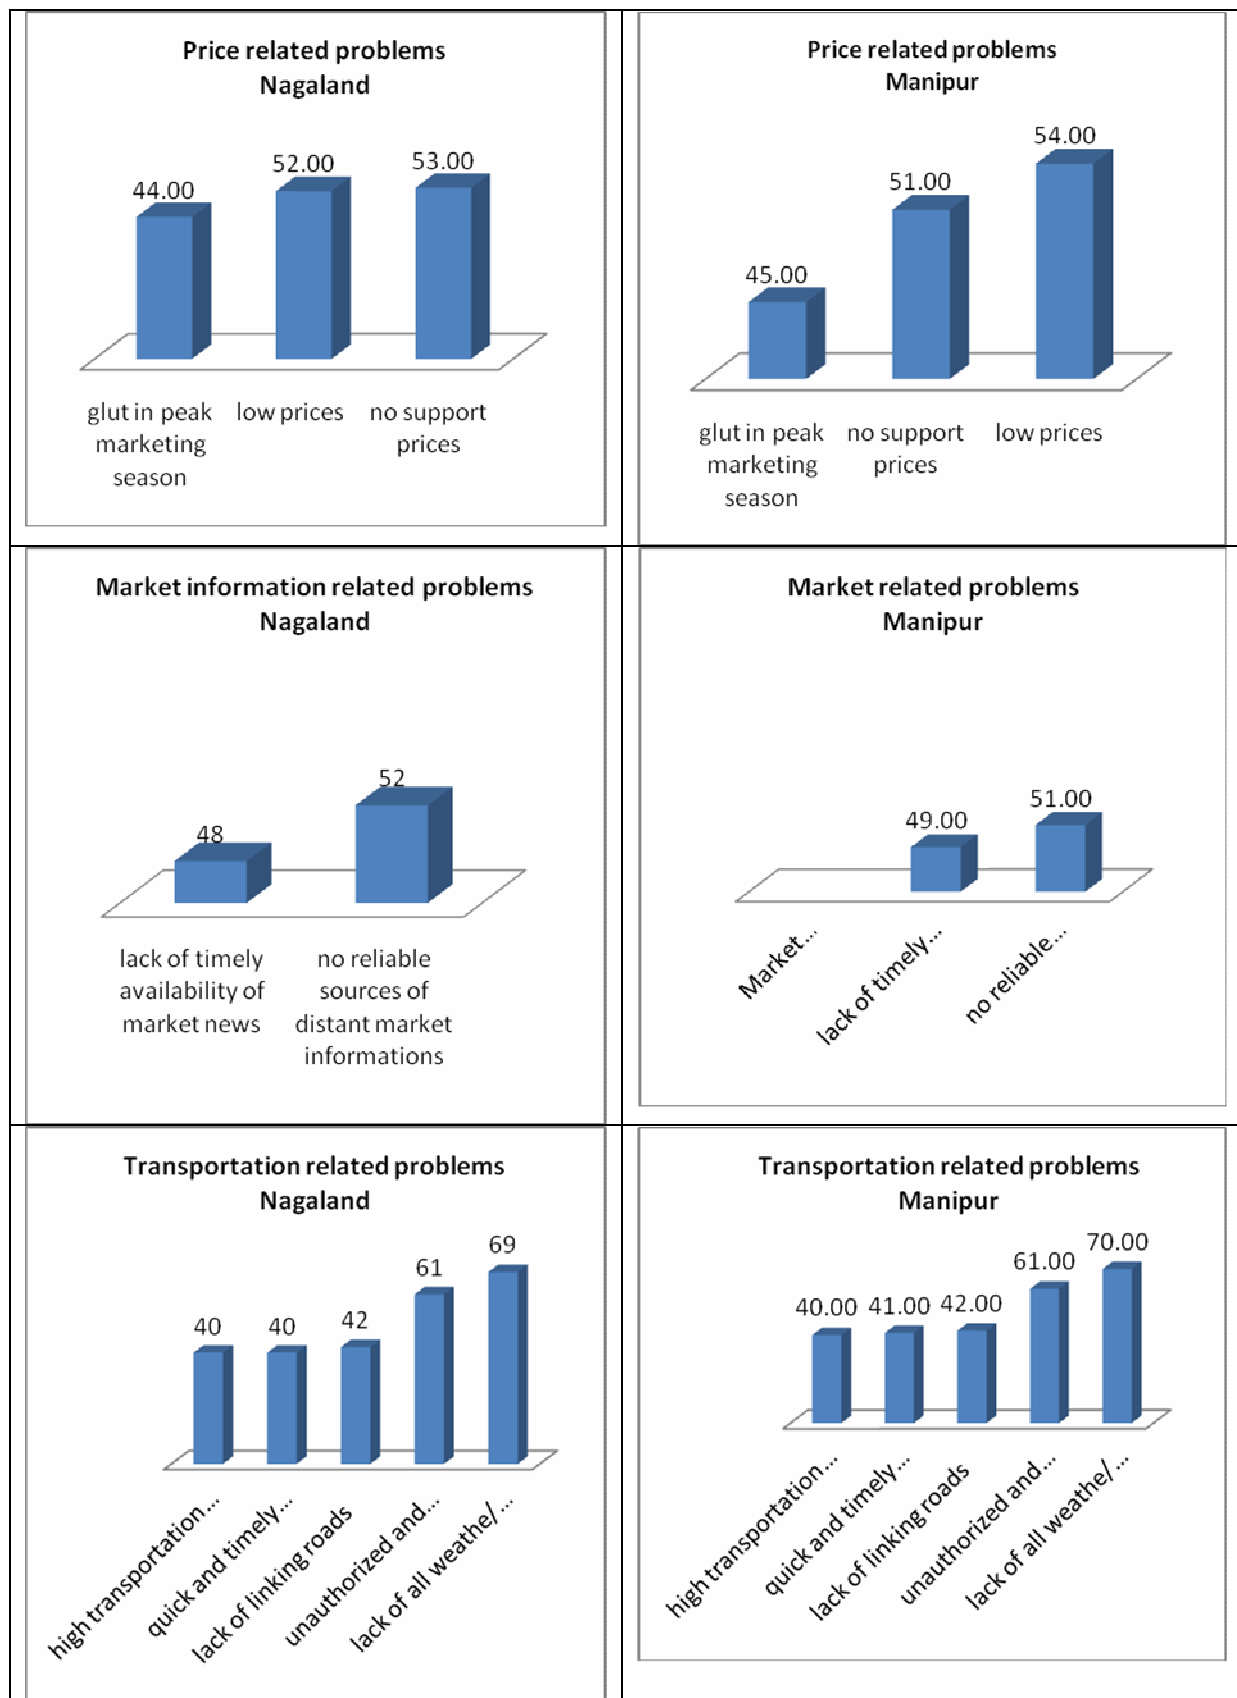 Price related problems
Nagaland
44.00
52.00
53.00
glut in peak
marketing
season
low prices
no support
prices
Price related problems
Manipur
45.00
51.00
54.00
glut in peak
marketing
season
no support
prices
low prices
Market information related problems
Nagaland
48
52
lack of timely
availability of
market news
no reliable
sources of
distant market
informations
Market related problems
Manipur
49.00
51.00
Market...
lack of timely...
no reliable...
Transportation related problems
Nagaland
40
40
42
61
69
high transportation...
quick and timely...
lack of linking roads
unauthorized and...
lack of all weathe/...
Transportation related problems
Manipur
40.00
41.00
42.00
61.00
70.00
high transportation...
quick and timely...
lack of linking roads
unauthorized and...
lack of all weathe/...